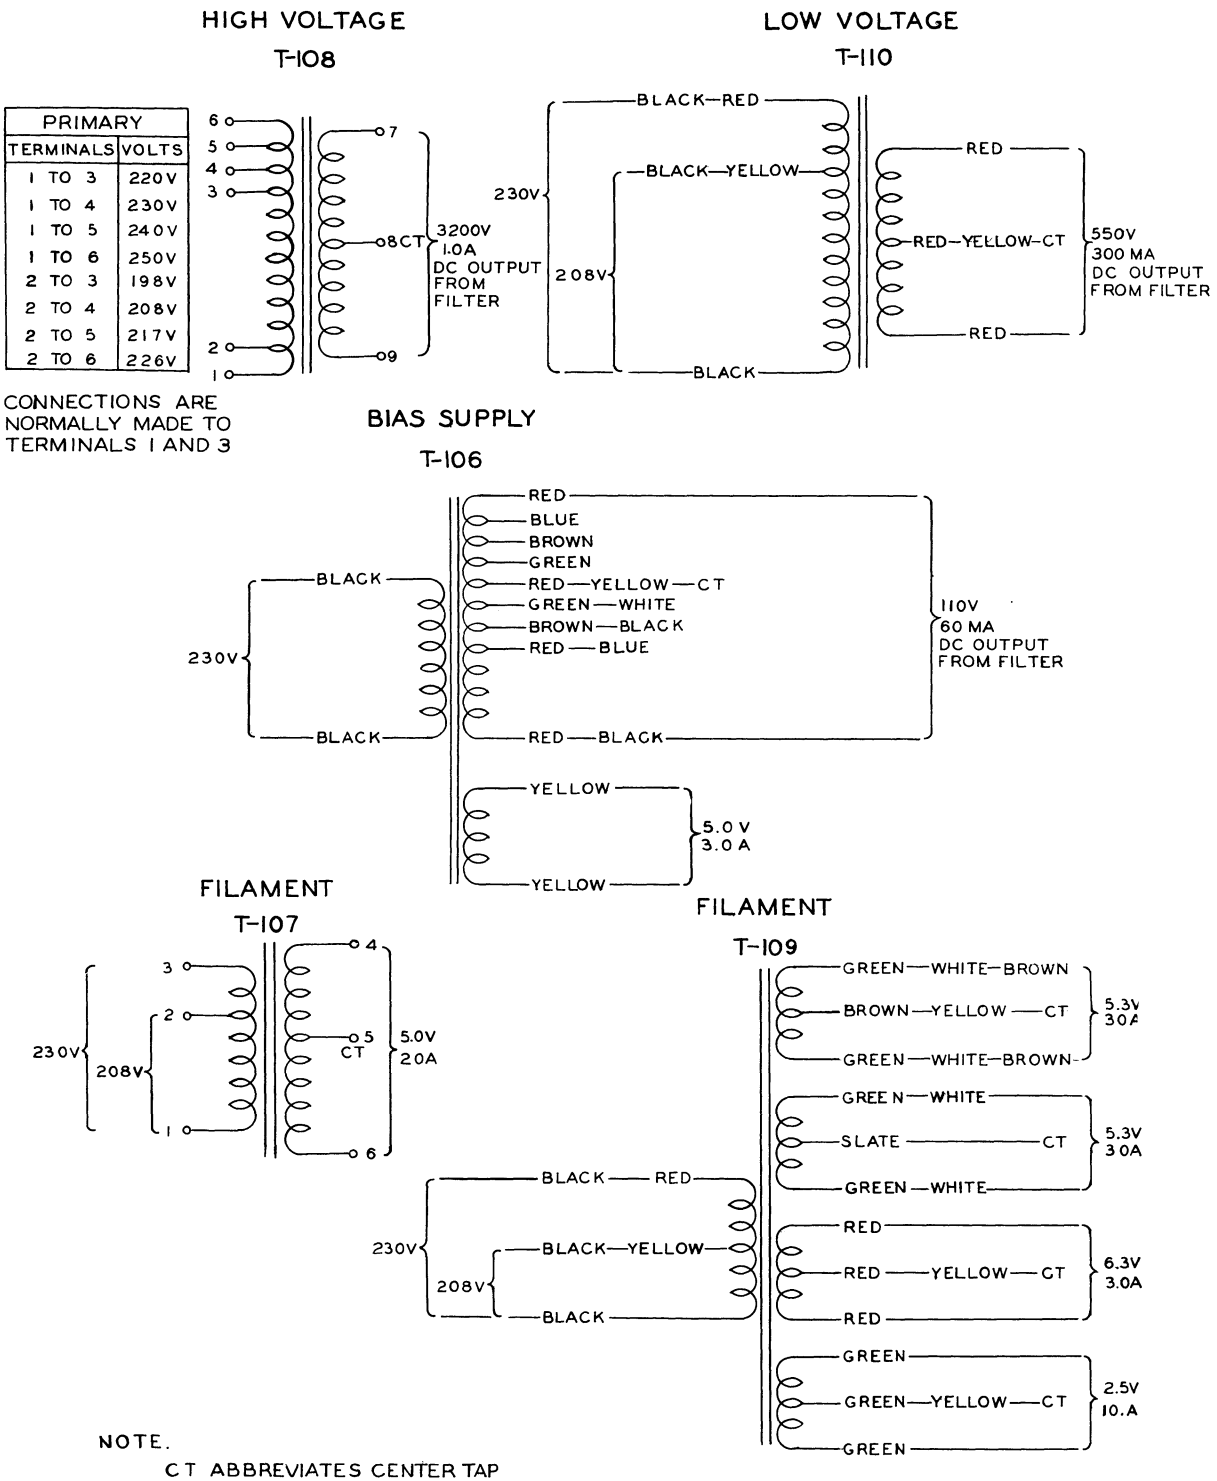 HIGH VOLTAGE
T-108
PRIMARY
TERMINALS VOLTS
1 TO 3 220V
1 TO 4 230V
1 TO 5 240V
1 TO 6 250V
2 TO 3 198V
2 TO 4 208V
2 TO 5 217V
2 TO 6 226V
CONNECTIONS ARE
NORMALLY MADE TO
TERMINALS 1 AND 3
6
5
4
3
2
1
7
8 CT
9
3200V
1.0A
DC OUTPUT
FROM
FILTER
LOW VOLTAGE
T-110
230V
208V
BLACK-RED
BLACK-YELLOW
BLACK
RED
RED-YELLOW-CT
RED
550V
300 MA
DC OUTPUT
FROM FILTER
BIAS SUPPLY
T-106
230V
BLACK
BLACK
RED
BLUE
BROWN
GREEN
RED-YELLOW-CT
GREEN-WHITE
BROWN-BLACK
RED-BLUE
RED-BLACK
110V
60 MA
DC OUTPUT
FROM FILTER
YELLOW
YELLOW
5.0 V
3.0 A
FILAMENT
T-107
230V
208V
3
2
1
4
5
CT
6
5.0V
20A
FILAMENT
T-109
230V
208V
BLACK-RED
BLACK-YELLOW
BLACK
GREEN-WHITE-BROWN
BROWN-YELLOW-CT
GREEN-WHITE-BROWN
5.3V
30A
GREEN-WHITE
SLATE CT
GREEN-WHITE
5.3V
30A
RED
RED-YELLOW-CT
RED
6.3V
3.0A
GREEN
GREEN-YELLOW-CT
GREEN
2.5V
10.A
NOTE.
CT ABBREVIATES CENTER TAP